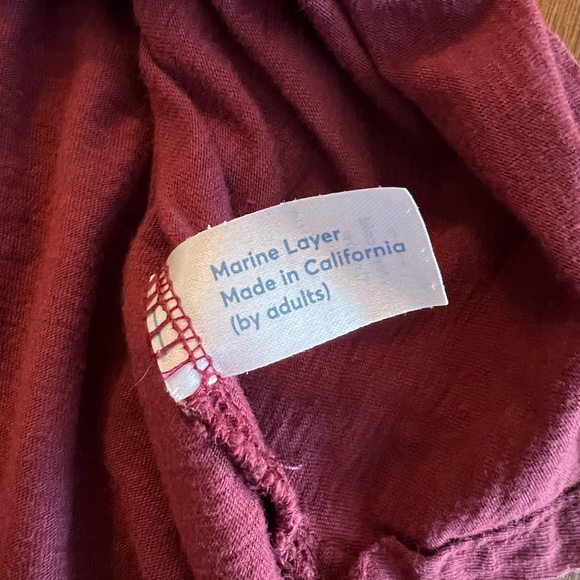 Marine Layer
Made in California
(by adults)